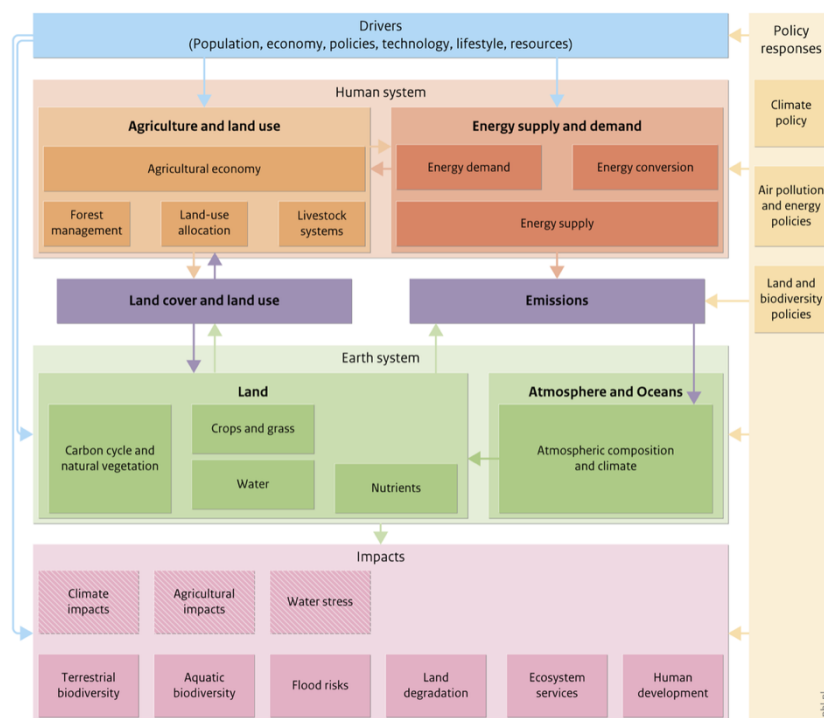 Drivers
(Population, economy, policies, technology, lifestyle, resources)
Policy
responses
Human system
Agriculture and land use
Energy supply and demand
Climate
policy
Agricultural economy
Energy demand
Energy conversion
Forest
management
Land-use
allocation
Livestock
systems
Energy supply
Air pollution
and energy
policies
Land cover and land use
Emissions
Land and
biodiversity
policies
Earth system
Land
Atmosphere and Oceans
Carbon cycle and
natural vegetation
Crops and grass
Water
Nutrients
Atmospheric composition
and climate
Impacts
Climate
impacts
Agricultural
impacts
Water stress
Terrestrial
biodiversity
Aquatic
biodiversity
Flood risks
Land
degradation
Ecosystem
services
Human
development